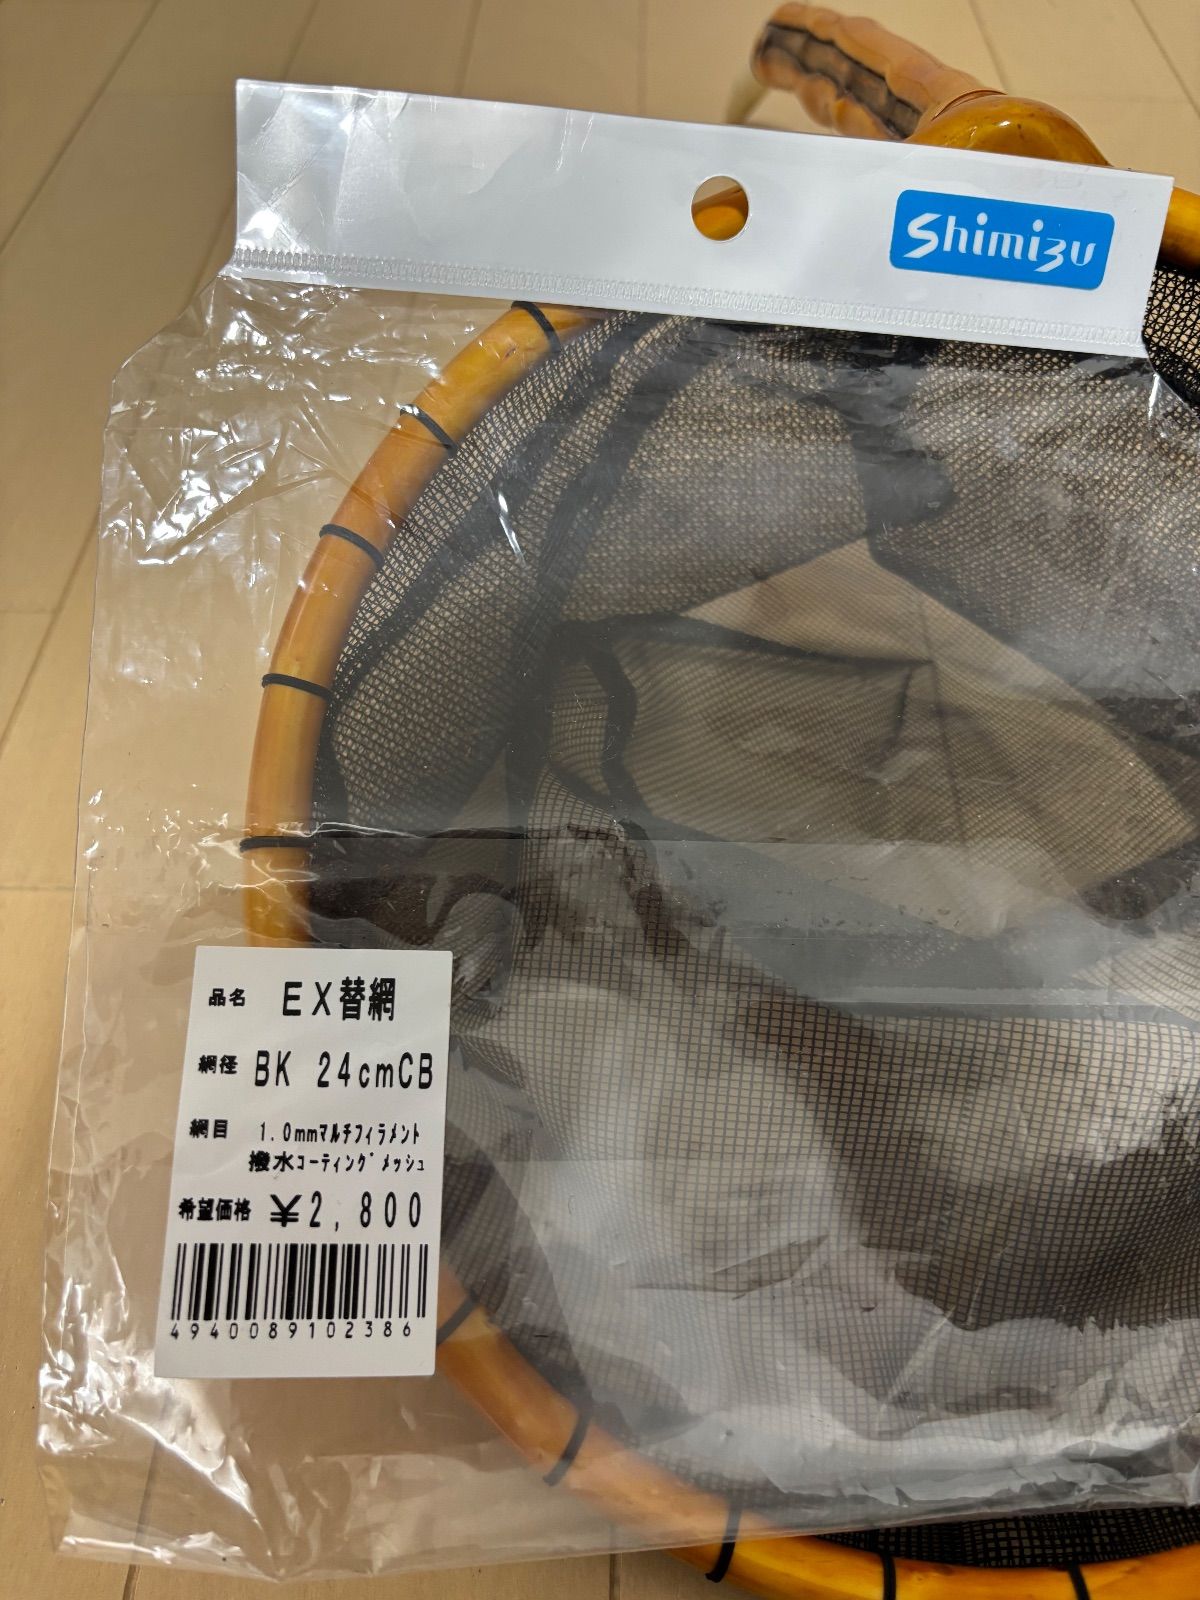 Shimizu
品名 EX替網
網径 BK 24cmCB
網目 1.0mmマルチフィラメント
撥水コーティングメッシュ
希望価格 ¥2,800
4940089102386